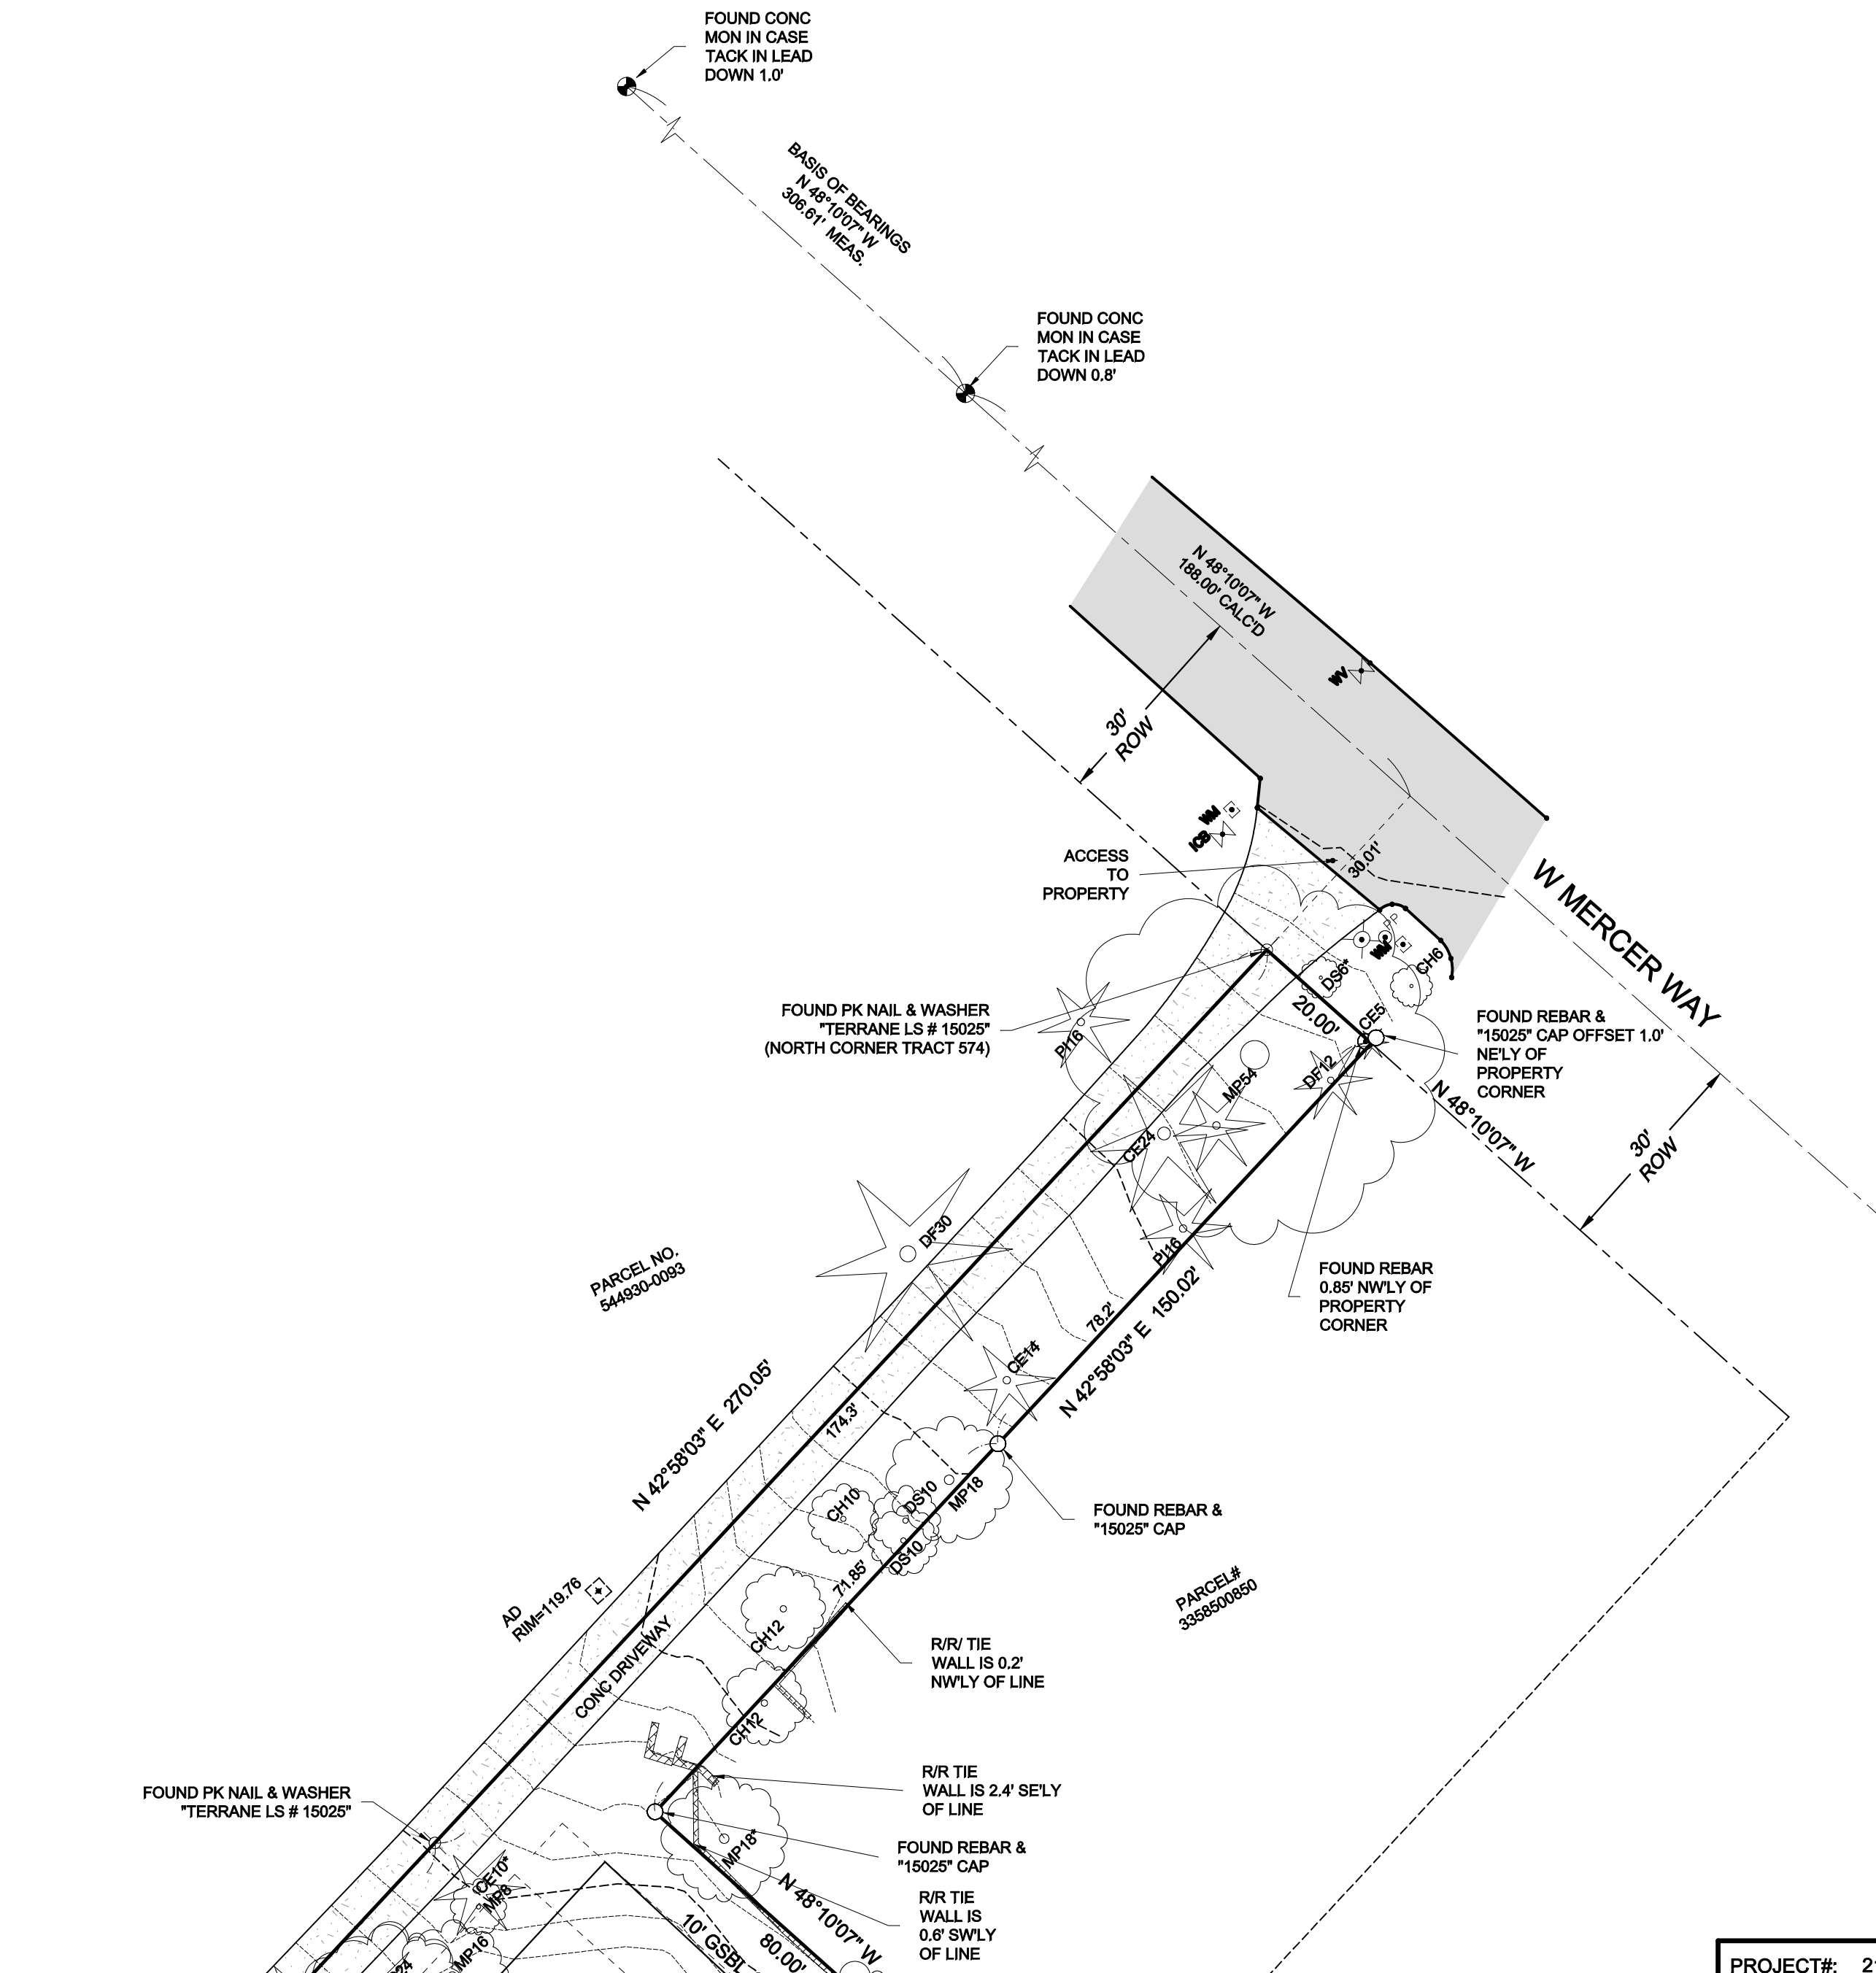 FOUND CONC
MON IN CASE
TACK IN LEAD
DOWN 1.0'
BASIS OF BEARINGS
N 48°10'07" W
306.61' MEAS.
FOUND CONC
MON IN CASE
TACK IN LEAD
DOWN 0.8'
N 48°10'07" W
188.00' CALC'D
WV
30'
ROW
WM
ICB
ACCESS
TO
PROPERTY
30.01'
W MERCER WAY
PP
WM
CH6
DS6*
20.00'
CE5
FOUND PK NAIL & WASHER
"TERRANE LS # 15025"
(NORTH CORNER TRACT 574)
PI16
FOUND REBAR &
"15025" CAP OFFSET 1.0'
NE'LY OF
PROPERTY
CORNER
MP54
DF12
N 48°10'07" W
30'
ROW
CE24
DF30
PI16
PARCEL NO.
544930-0093
FOUND REBAR
0.85' NW'LY OF
PROPERTY
CORNER
78.2'
N 42°58'03" E 150.02'
CE14
N 42°58'03" E 270.05'
174.3'
CH10
DS10
MP18
FOUND REBAR &
"15025" CAP
DS10
71.85'
AD
RIM=119.76
PARCEL#
3358500850
CONC DRIVEWAY
CH12
R/R/ TIE
WALL IS 0.2'
NW'LY OF LINE
CH12
FOUND PK NAIL & WASHER
"TERRANE LS # 15025"
R/R TIE
WALL IS 2.4' SE'LY
OF LINE
MP18*
FOUND REBAR &
"15025" CAP
CE10*
MP8
R/R TIE
WALL IS
0.6' SW'LY
OF LINE
N 48°10'07" W
80.00'
10' GSBL
MP16
24
PROJECT#: 21